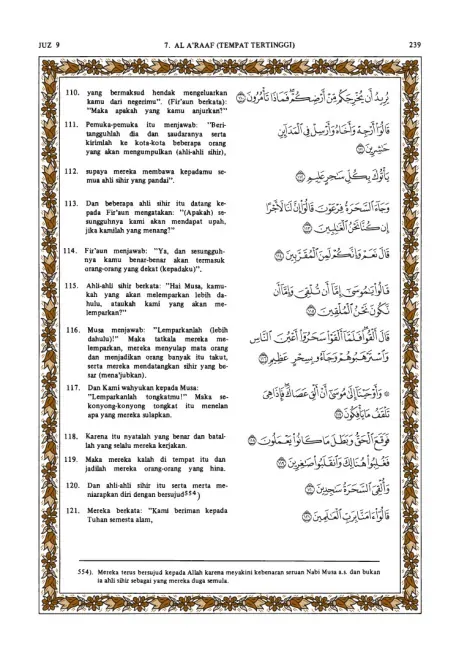 JUZ 9
7. AL A'RAAF (TEMPAT TERTINGGI)
239
110. yang bermaksud hendak mengeluarkan
kamu dari negerimu". (Fir'aun berkata):
"Maka apakah yang kamu anjurkan?"
يُرِيدُ أَن يُخْرِجَكُم مِّنْ أَرْضِكُمْ فَمَاذَا تَأْمُرُونَ ﴿١١٠﴾
111. Pemuka-pemuka itu menjawab: "Beri-
tangguhlah dia dan saudaranya serta
kirimlah ke kota-kota beberapa orang
yang akan mengumpulkan (ahli-ahli sihir),
قَالُوٓا۟ أَرْجِهْ وَأَخَاهُ وَأَرْسِلْ فِى ٱلْمَدَآئِنِ
حَٰشِرِينَ ﴿١١١﴾
112. supaya mereka membawa kepadamu se-
mua ahli sihir yang pandai".
يَأْتُوكَ بِكُلِّ سَٰحِرٍ عَلِيمٍ ﴿١١٢﴾
113. Dan beberapa ahli sihir itu datang ke-
pada Fir'aun mengatakan: "(Apakah) se-
sungguhnya kami akan mendapat upah,
jika kamilah yang menang?"
وَجَآءَ ٱلسَّحَرَةُ فِرْعَوْنَ قَالُوٓا۟ إِنَّ لَنَا لَأَجْرًا
إِن كُنَّا نَحْنُ ٱلْغَٰلِبِينَ ﴿١١٣﴾
114. Fir'aun menjawab: "Ya, dan sesungguh-
nya kamu benar-benar akan termasuk
orang-orang yang dekat (kepadaku)".
قَالَ نَعَمْ وَإِنَّكُمْ لَمِنَ ٱلْمُقَرَّبِينَ ﴿١١٤﴾
115. Ahli-ahli sihir berkata: "Hai Musa, kamu-
kah yang akan melemparkan lebih da-
hulu, ataukah kami yang akan me-
lemparkan?"
قَالُوا۟ يَٰمُوسَىٰٓ إِمَّآ أَن تُلْقِىَ وَإِمَّآ أَن
نَّكُونَ نَحْنُ ٱلْمُلْقِينَ ﴿١١٥﴾
116. Musa menjawab: "Lemparkanlah (lebih
dahulu)!" Maka tatkala mereka me-
lemparkan, mereka menyulap mata orang
dan menjadikan orang banyak itu takut,
serta mereka mendatangkan sihir yang be-
sar (mena'jubkan).
قَالَ أَلْقُوا۟ فَلَمَّآ أَلْقَوْا۟ سَحَرُوٓا۟ أَعْيُنَ ٱلنَّاسِ
وَٱسْتَرْهَبُوهُمْ وَجَآءُو بِسِحْرٍ عَظِيمٍ ﴿١١٦﴾
117. Dan Kami wahyukan kepada Musa:
"Lemparkanlah tongkatmu!" Maka se-
konyong-konyong tongkat itu menelan
apa yang mereka sulapkan.
۞ وَأَوْحَيْنَآ إِلَىٰ مُوسَىٰٓ أَنْ أَلْقِ عَصَاكَ فَإِذَا هِىَ
تَلْقَفُ مَا يَأْفِكُونَ ﴿١١٧﴾
118. Karena itu nyatalah yang benar dan batal-
lah yang selalu mereka kerjakan.
فَوَقَعَ ٱلْحَقُّ وَبَطَلَ مَا كَانُوا۟ يَعْمَلُونَ ﴿١١٨﴾
119. Maka mereka kalah di tempat itu dan
jadilah mereka orang-orang yang hina.
فَغُلِبُوا۟ هُنَالِكَ وَٱنقَلَبُوا۟ صَٰغِرِينَ ﴿١١٩﴾
120. Dan ahli-ahli sihir itu serta merta me-
niarapkan diri dengan bersujud554)
وَأُلْقِىَ ٱلسَّحَرَةُ سَٰجِدِينَ ﴿١٢٠﴾
121. Mereka berkata: "Kami beriman kepada
Tuhan semesta alam,
قَالُوٓا۟ ءَامَنَّا بِرَبِّ ٱلْعَٰلَمِينَ ﴿١٢١﴾
554). Mereka terus bersujud kepada Allah karena meyakini kebenaran seruan Nabi Musa a.s. dan bukan
ia ahli sihir sebagai yang mereka duga semula.